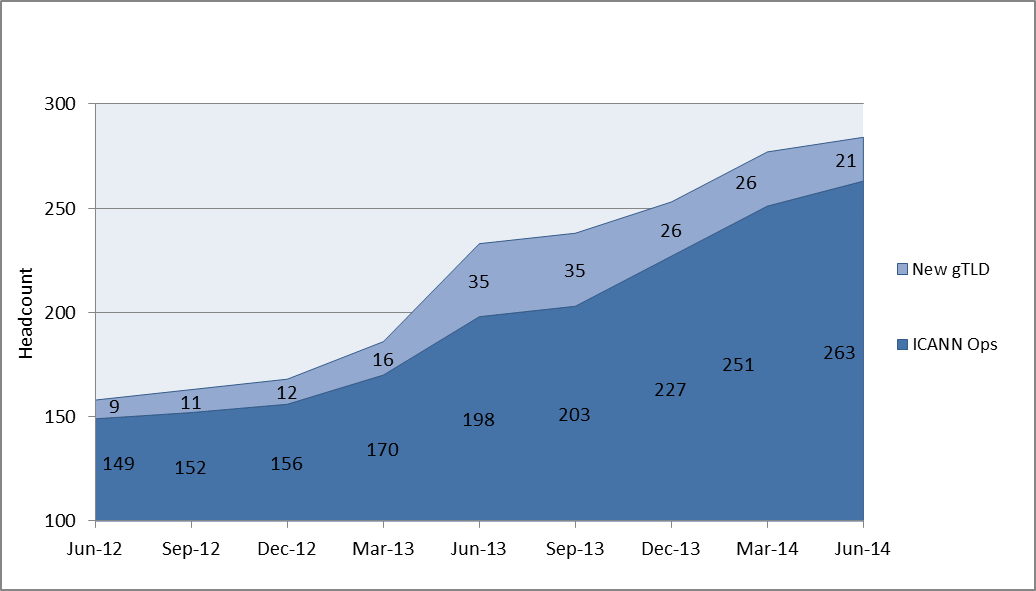 300
250
200
150
100
Headcount
9
11
12
16
35
35
26
26
21
149
152
156
170
198
203
227
251
263
Jun-12
Sep-12
Dec-12
Mar-13
Jun-13
Sep-13
Dec-13
Mar-14
Jun-14
New gTLD
ICANN Ops